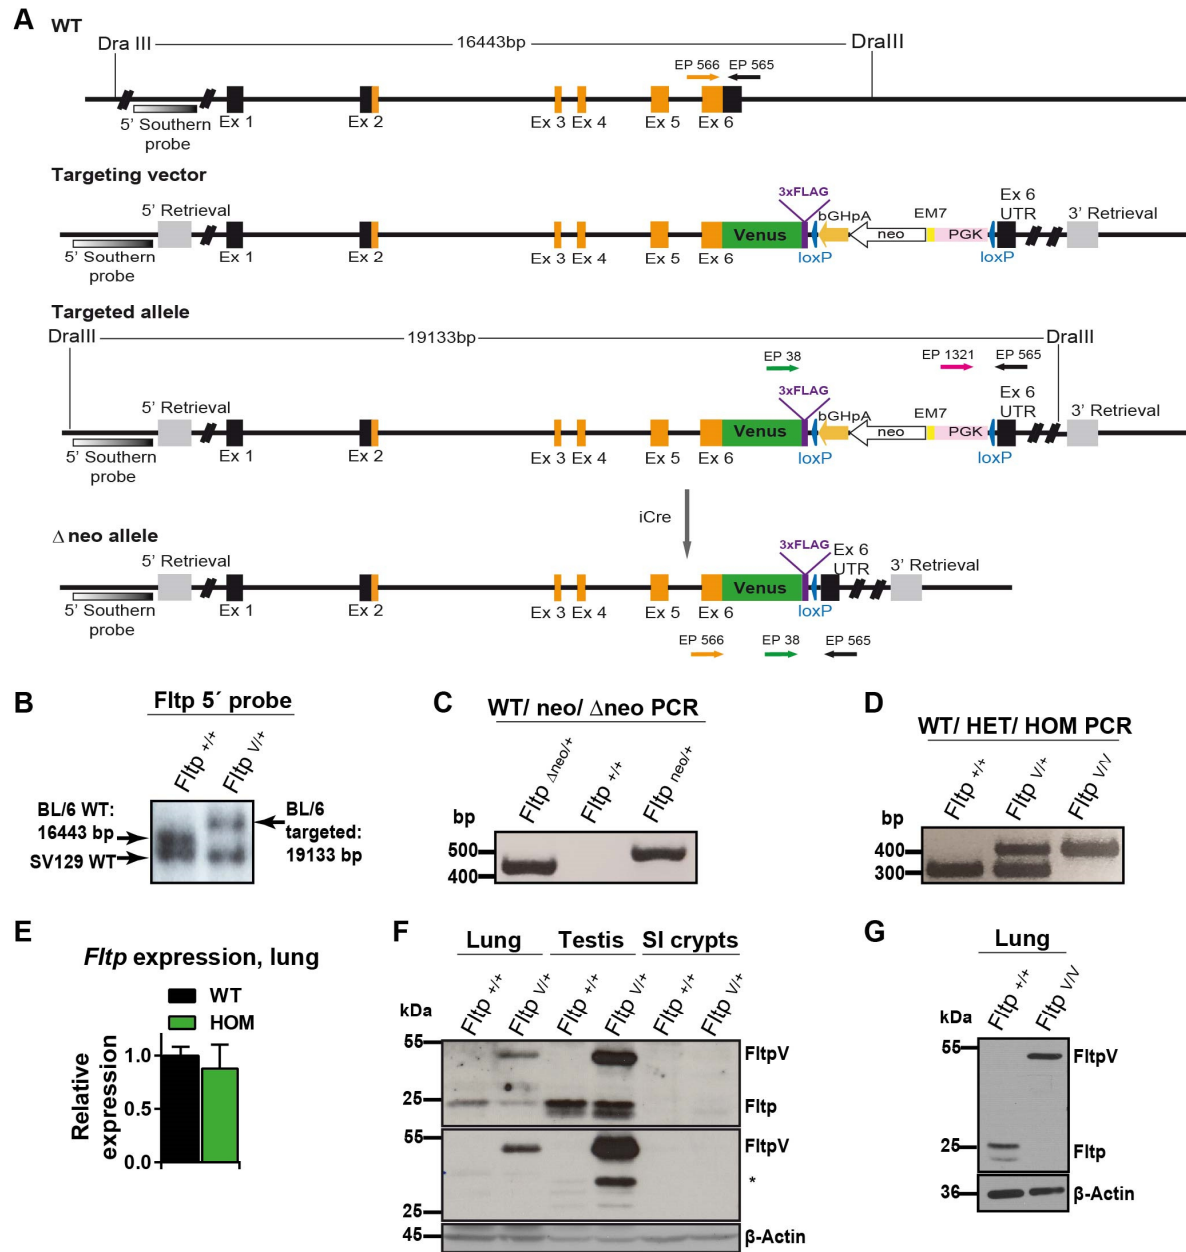 A
WT
Dra III
16443bp
DraIII
EP 566
EP 565
5' Southern
probe
Ex 1
Ex 2
Ex 3
Ex 4
Ex 5
Ex 6
Targeting vector
5' Retrieval
3xFLAG
bGHpA
EM7
Ex 6
UTR
3' Retrieval
Venus
neo
PGK
5' Southern
probe
Ex 1
Ex 2
Ex 3
Ex 4
Ex 5
Ex 6
loxP
loxP
Targeted allele
DraIII
19133bp
DraIII
EP 38
EP 1321
EP 565
5' Retrieval
3xFLAG
bGHpA
EM7
Ex 6
UTR
3' Retrieval
Venus
neo
PGK
5' Southern
probe
Ex 1
Ex 2
Ex 3
Ex 4
Ex 5
Ex 6
loxP
loxP
iCre
Δ neo allele
5' Retrieval
3xFLAG
Ex 6
UTR
3' Retrieval
Venus
5' Southern
probe
Ex 1
Ex 2
Ex 3
Ex 4
Ex 5
Ex 6
loxP
EP 566
EP 38
EP 565
B
Fltp 5´ probe
Fltp +/+
Fltp V/+
BL/6 WT:
16443 bp
SV129 WT
BL/6
targeted:
19133 bp
C
WT/ neo/ Δneo PCR
Fltp Δneo/+
Fltp +/+
Fltp neo/+
bp
500
400
D
WT/ HET/ HOM PCR
Fltp +/+
Fltp V/+
Fltp V/V
bp
400
300
E
Fltp expression, lung
WT
HOM
Relative
expression
1.0
0.5
0.0
F
Lung
Testis
SI crypts
Fltp +/+
Fltp V/+
Fltp +/+
Fltp V/+
Fltp +/+
Fltp V/+
kDa
55
FltpV
25
Fltp
55
FltpV
*
25
45
β-Actin
G
Lung
Fltp +/+
Fltp V/V
kDa
55
FltpV
25
Fltp
36
β-Actin